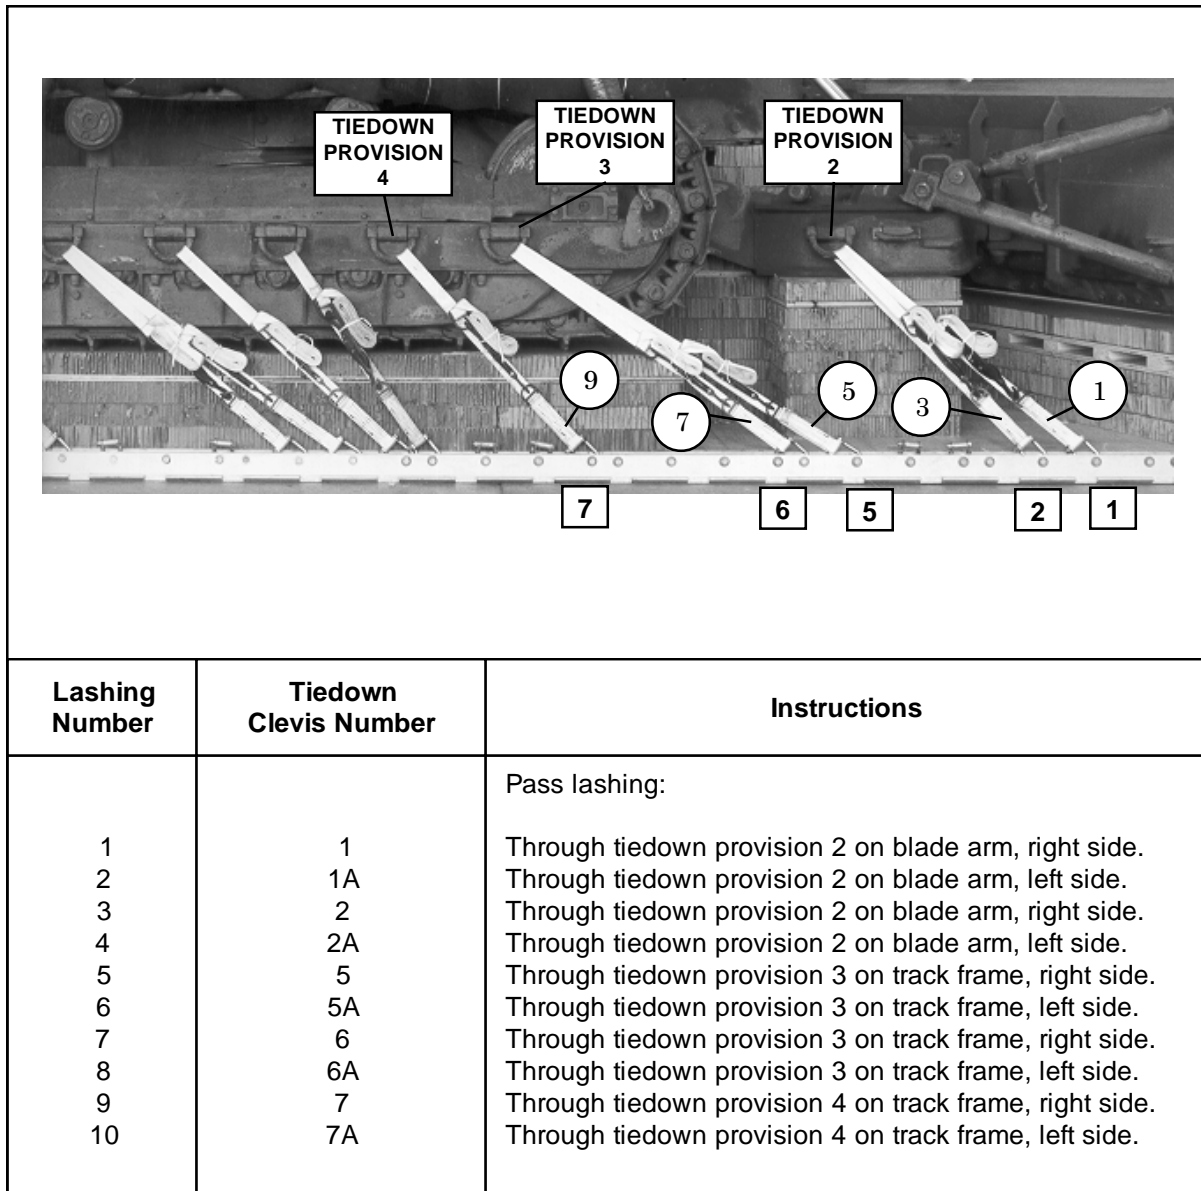 TIEDOWN
PROVISION
4
TIEDOWN
PROVISION
3
TIEDOWN
PROVISION
2
9
5
1
7
3
7
6
5
2
1
Lashing Number
Tiedown Clevis Number
Instructions
Pass lashing:
1 1 Through tiedown provision 2 on blade arm, right side.
2 1A Through tiedown provision 2 on blade arm, left side.
3 2 Through tiedown provision 2 on blade arm, right side.
4 2A Through tiedown provision 2 on blade arm, left side.
5 5 Through tiedown provision 3 on track frame, right side.
6 5A Through tiedown provision 3 on track frame, left side.
7 6 Through tiedown provision 3 on track frame, right side.
8 6A Through tiedown provision 3 on track frame, left side.
9 7 Through tiedown provision 4 on track frame, right side.
10 7A Through tiedown provision 4 on track frame, left side.